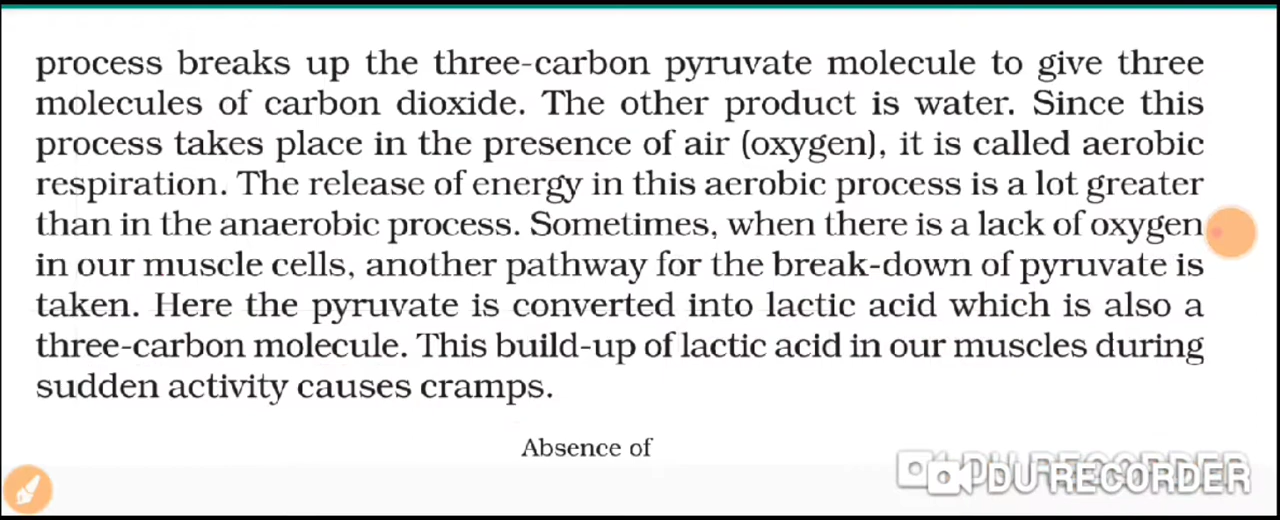 process breaks up the three-carbon pyruvate molecule to give three
molecules of carbon dioxide. The other product is water. Since this
process takes place in the presence of air (oxygen), it is called aerobic
respiration. The release of energy in this aerobic process is a lot greater
than in the anaerobic process. Sometimes, when there is a lack of oxygen
in our muscle cells, another pathway for the break-down of pyruvate is
taken. Here the pyruvate is converted into lactic acid which is also a
three-carbon molecule. This build-up of lactic acid in our muscles during
sudden activity causes cramps.
Absence of
DU RECORDER